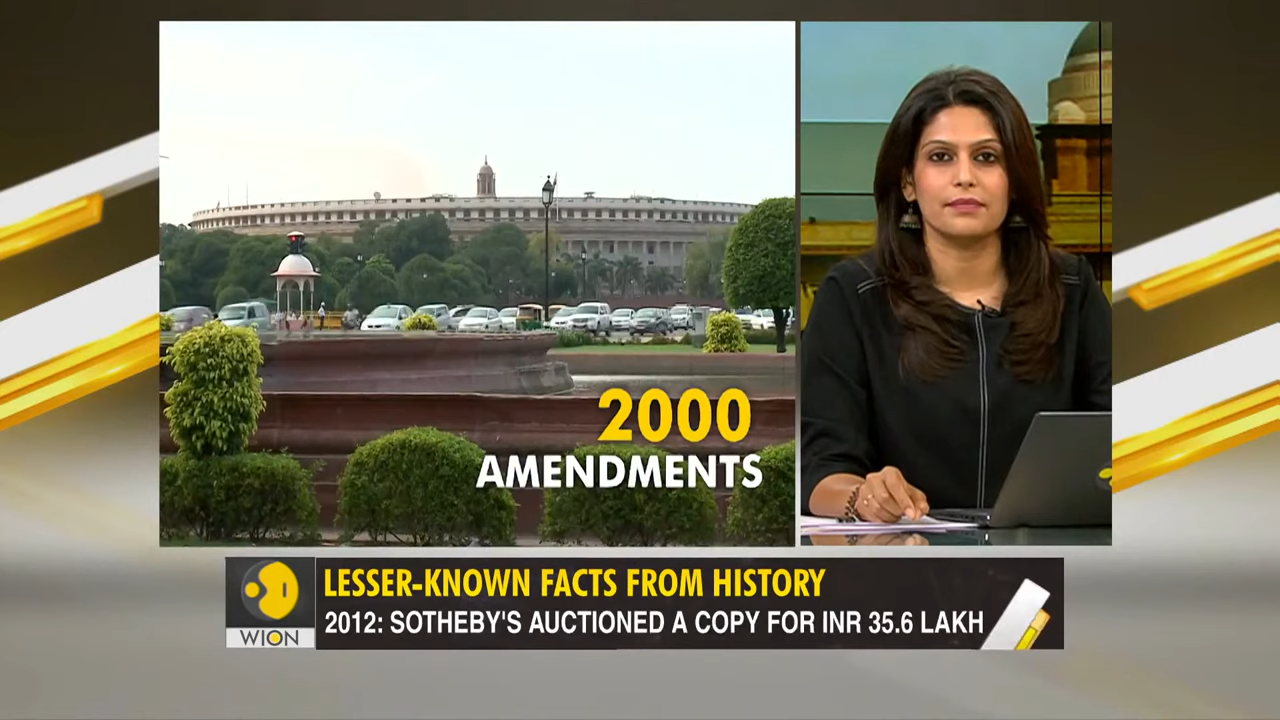 2000
AMENDMENTS
LESSER-KNOWN FACTS FROM HISTORY
2012: SOTHEBY'S AUCTIONED A COPY FOR INR 35.6 LAKH
WION